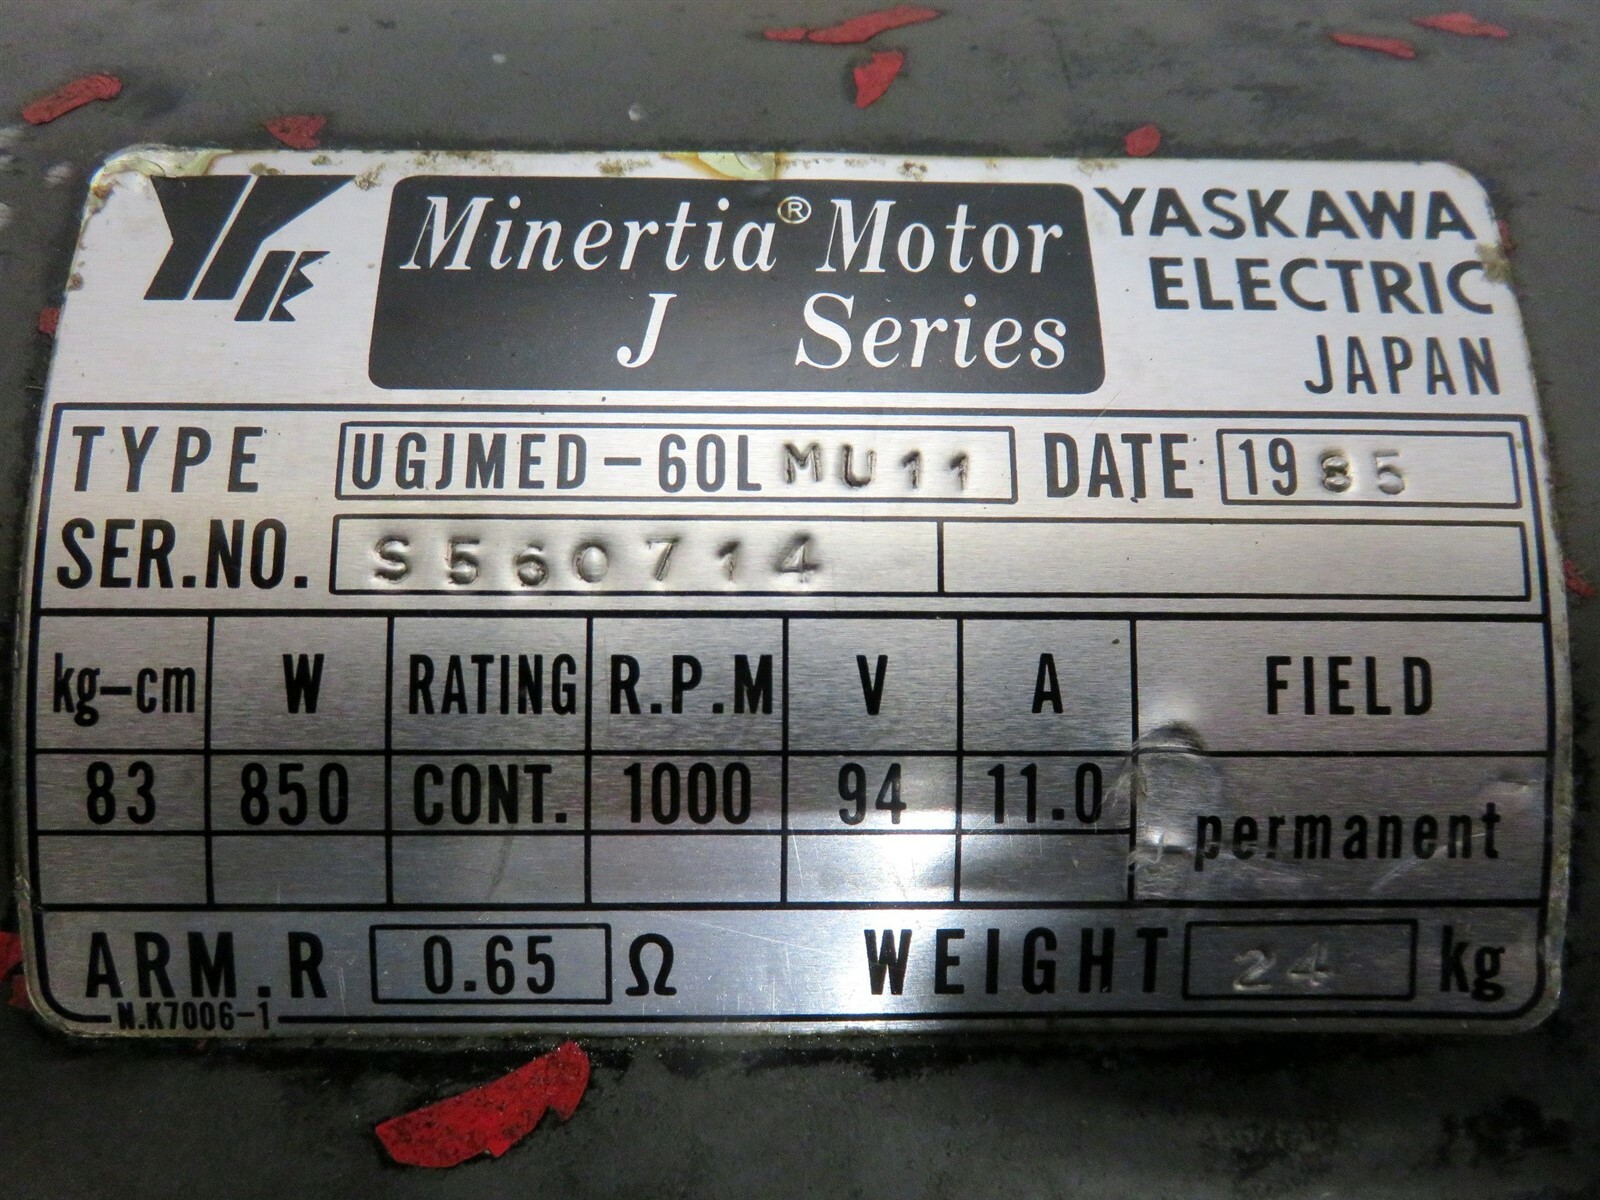 YE
Minertia® Motor
J Series
YASKAWA
ELECTRIC
JAPAN
TYPE UGJMED-60LMU11 DATE 1985
SER.NO. S560714
kg-cm W RATING R.P.M V A FIELD
83 850 CONT. 1000 94 11.0 permanent
ARM.R 0.65 Ω WEIGHT 24 kg
N.K7006-1